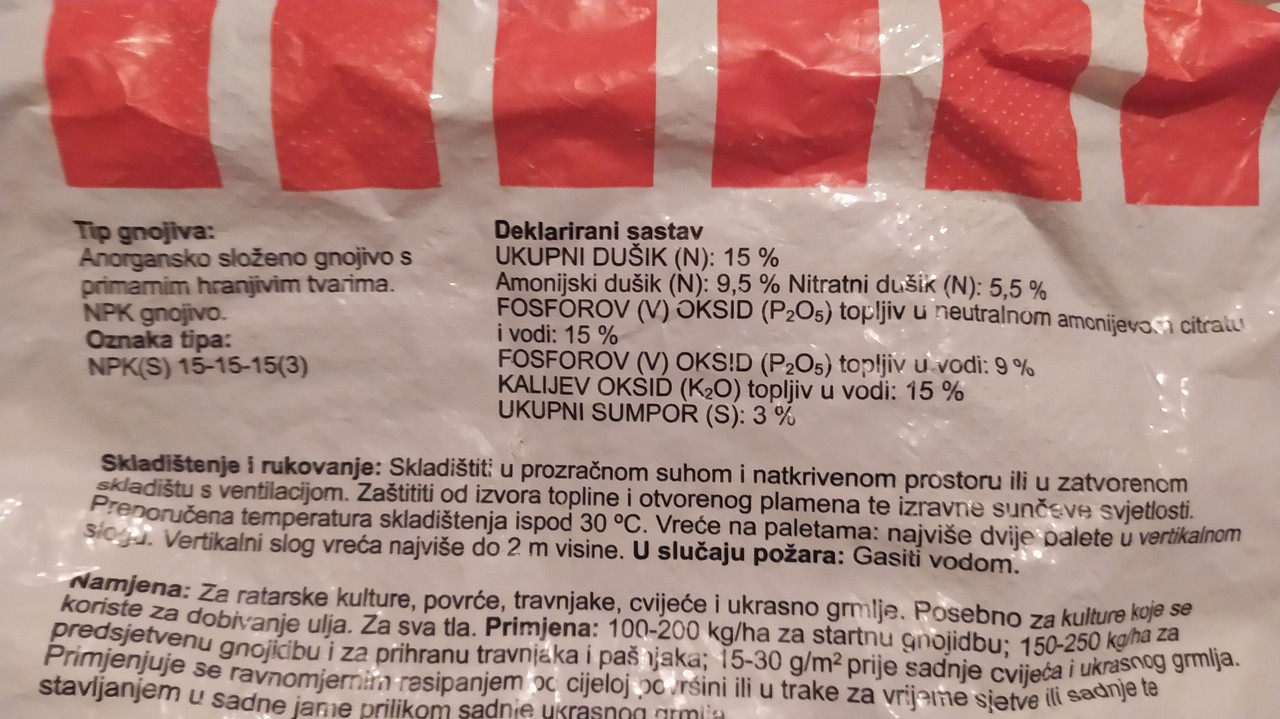 Tip gnojiva:
Anorgansko složeno gnojivo s
primarnim hranjivim tvarima.
NPK gnojivo.
Oznaka tipa:
NPK(S) 15-15-15(3)
Deklarirani sastav
UKUPNI DUŠIK (N): 15 %
Amonijski dušik (N): 9,5 % Nitratni dušik (N): 5,5 %
FOSFOROV (V) OKSID (P₂O₅) topljiv u neutralnom amonijevom citratu
i vodi: 15 %
FOSFOROV (V) OKSID (P₂O₅) topljiv u vodi: 9 %
KALIJEV OKSID (K₂O) topljiv u vodi: 15 %
UKUPNI SUMPOR (S): 3 %
Skladištenje i rukovanje: Skladištiti u prozračnom suhom i natkrivenom prostoru ili u zatvorenom
skladištu s ventilacijom. Zaštititi od izvora topline i otvorenog plamena te izravne sunčeve svjetlosti.
Preporučena temperatura skladištenja ispod 30 ºC. Vreće na paletama: najviše dvije palete u vertikalnom
slogu. Vertikalni slog vreća najviše do 2 m visine. U slučaju požara: Gasiti vodom.
Namjena: Za ratarske kulture, povrće, travnjake, cvijeće i ukrasno grmlje. Posebno za kulture koje se
koriste za dobivanje ulja. Za sva tla. Primjena: 100-200 kg/ha za startnu gnojidbu; 150-250 kg/ha za
predsjetvenu gnojidbu i za prihranu travnjaka i pašnjaka; 15-30 g/m² prije sadnje cvijeća i ukrasnog grmlja.
Primjenjuje se ravnomjernim rasipanjem po cijeloj površini ili u trake za vrijeme sjetve ili sadnje te
stavljanjem u sadne jame prilikom sadnje ukrasnog grmlja